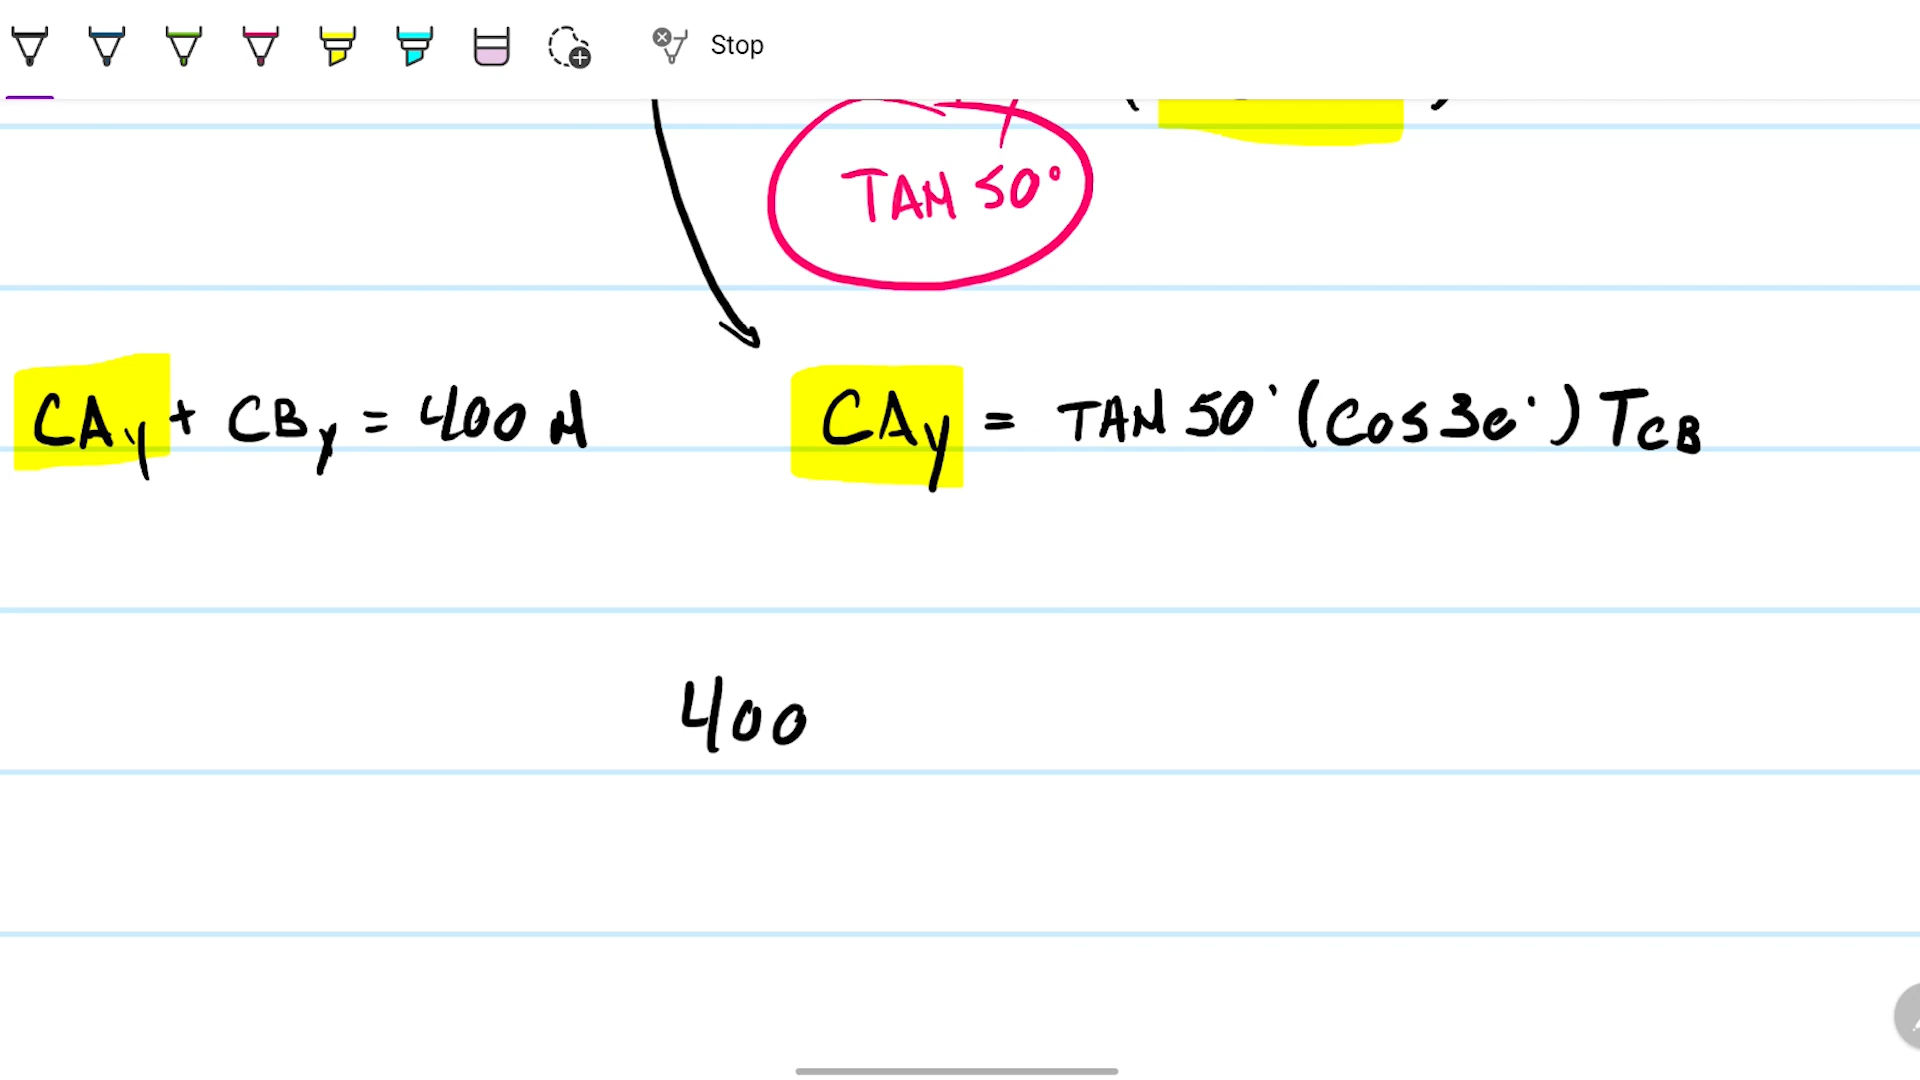 Stop
TAN 50°
CAy + CBy = 400 N
CAy = TAN 50° (COS 30°) TCB
400